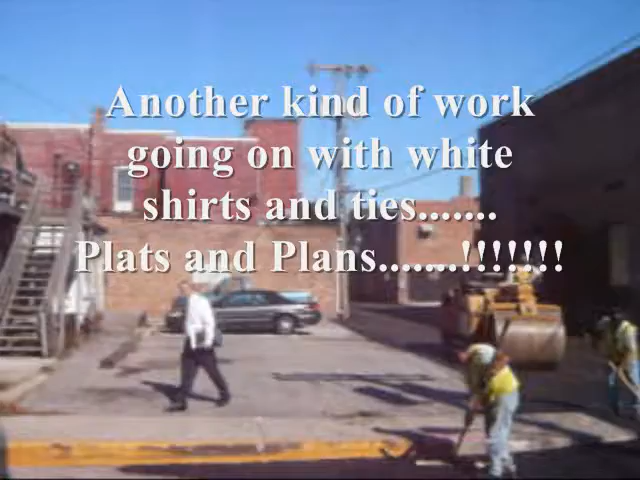 Another kind of work
going on with white
shirts and ties.......
Plats and Plans.......!!!!!!!